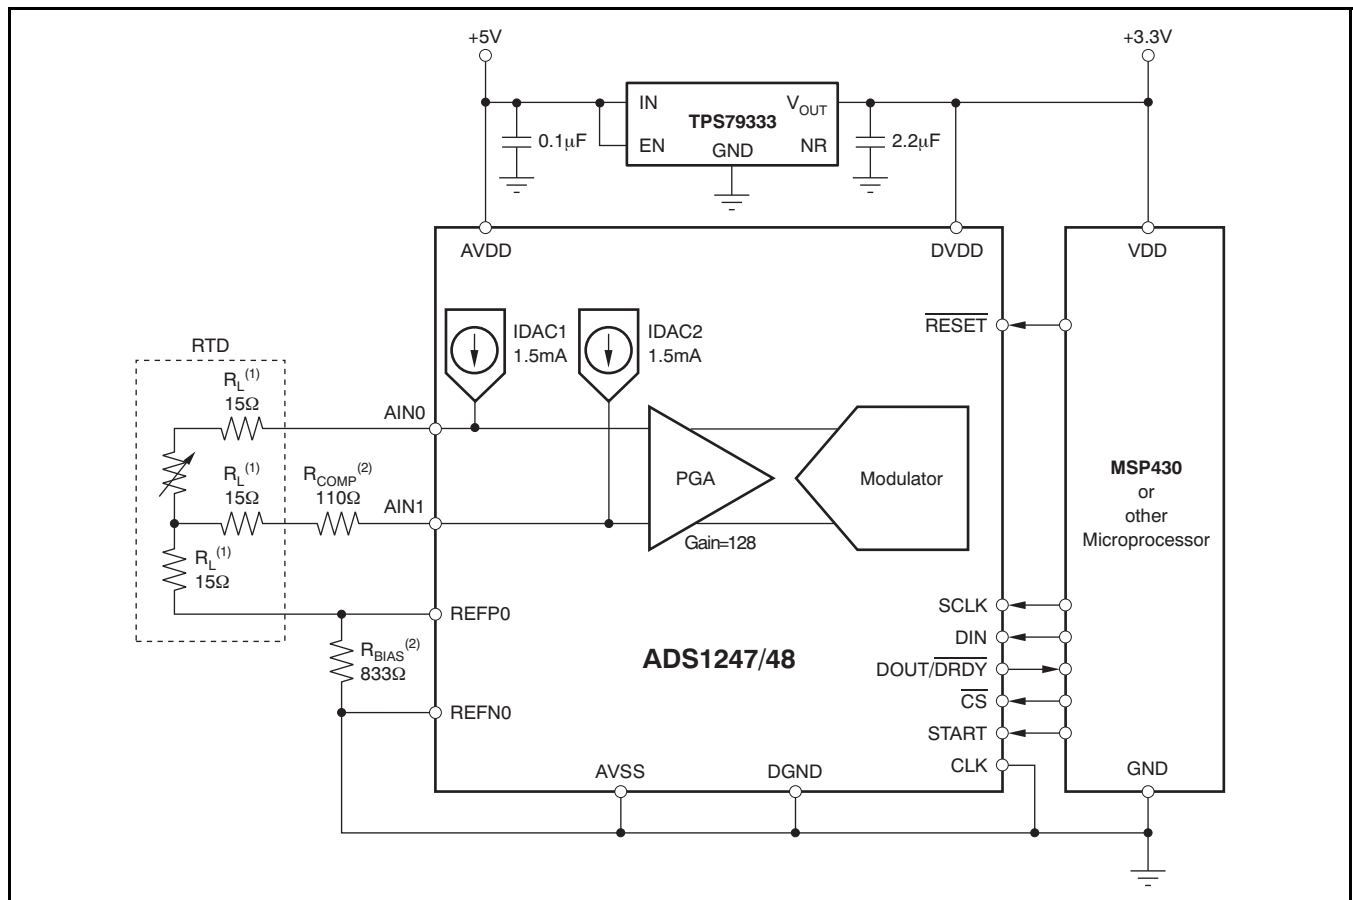 +5V
+3.3V
IN
VOUT
TPS79333
EN
GND
NR
0.1µF
2.2µF
AVDD
DVDD
VDD
RESET
IDAC1
1.5mA
IDAC2
1.5mA
RTD
RL(1)
15Ω
AIN0
RL(1)
15Ω
RCOMP(2)
110Ω
AIN1
PGA
Modulator
Gain=128
MSP430
or
other
Microprocessor
RL(1)
15Ω
REFP0
RBIAS(2)
833Ω
REFN0
ADS1247/48
SCLK
DIN
DOUT/DRDY
CS
START
CLK
AVSS
DGND
GND